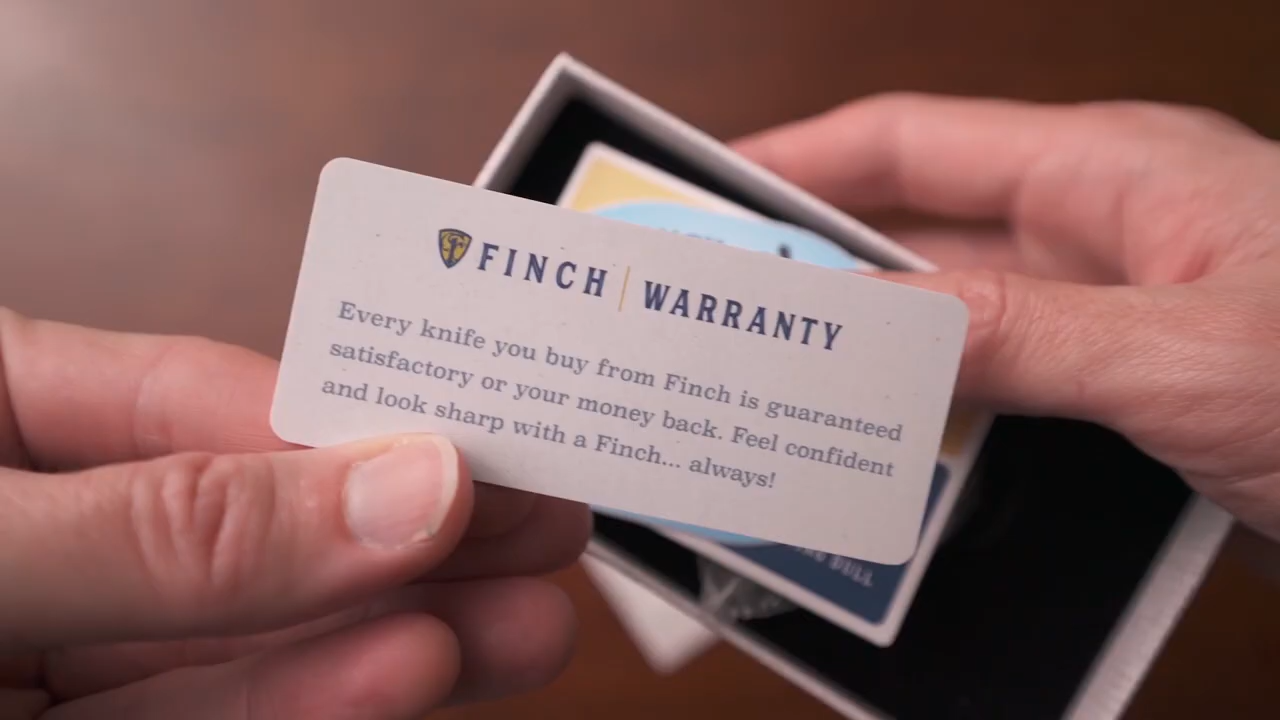 FINCH | WARRANTY
Every knife you buy from Finch is guaranteed
satisfactory or your money back. Feel confident
and look sharp with a Finch... always!